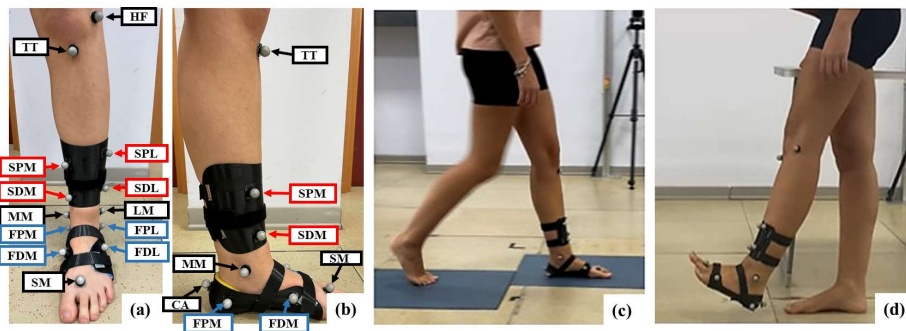 HF
TT
SPL
SPM
SDL
SDM
MM
LM
FPM
FPL
FDM
FDL
SM
(a)
TT
SPM
SDM
SM
MM
CA
FPM
FDM
(b)
(c)
(d)